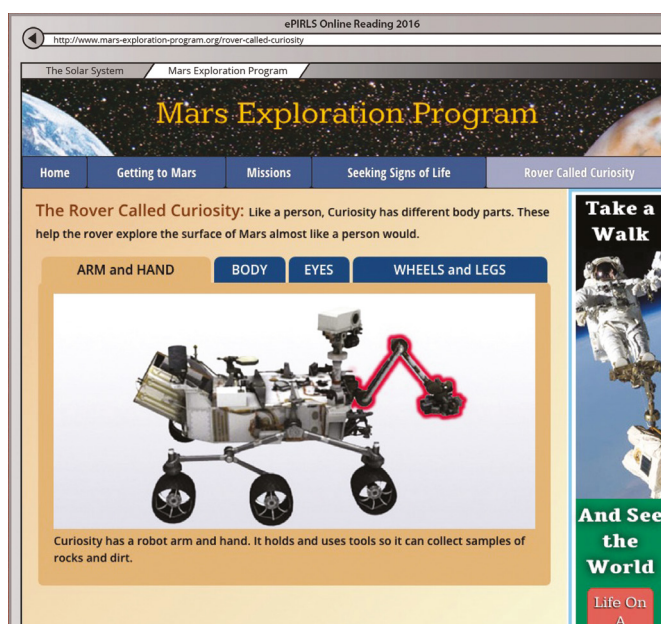 ePIRLS Online Reading 2016
http://www.mars-exploration-program.org/rover-called-curiosity
The Solar System
Mars Exploration Program
Mars Exploration Program
Home
Getting to Mars
Missions
Seeking Signs of Life
Rover Called Curiosity
The Rover Called Curiosity: Like a person, Curiosity has different body parts. These
help the rover explore the surface of Mars almost like a person would.
ARM and HAND
BODY
EYES
WHEELS and LEGS
Curiosity has a robot arm and hand. It holds and uses tools so it can collect samples of
rocks and dirt.
Take a
Walk
And See
the
World
Life On
A